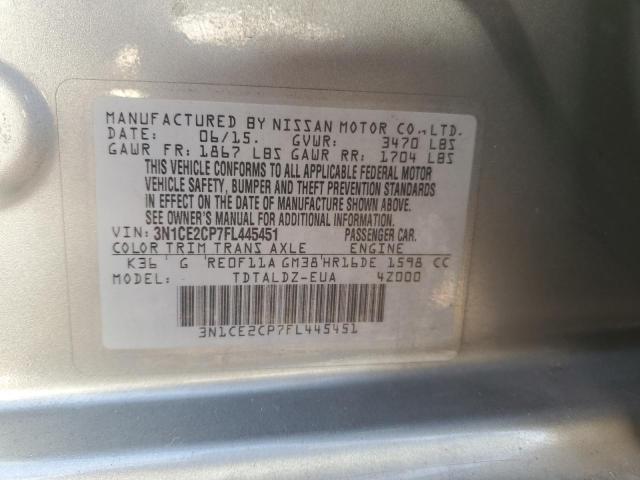 MANUFACTURED BY NISSAN MOTOR CO.,LTD.
DATE: 06/15. GVWR: 3470 LBS
GAWR FR: 1867 LBS GAWR RR: 1704 LBS
THIS VEHICLE CONFORMS TO ALL APPLICABLE FEDERAL MOTOR
VEHICLE SAFETY, BUMPER AND THEFT PREVENTION STANDARDS
IN EFFECT ON THE DATE OF MANUFACTURE SHOWN ABOVE.
SEE OWNER'S MANUAL FOR ADDITIONAL INFORMATION.
VIN: 3N1CE2CP7FL445451 PASSENGER CAR.
COLOR TRIM TRANS AXLE ENGINE
K36 G RE0F11A GM38 HR16DE 1598 CC
MODEL: TDTALDZ-EUA 4Z000
3N1CE2CP7FL445451